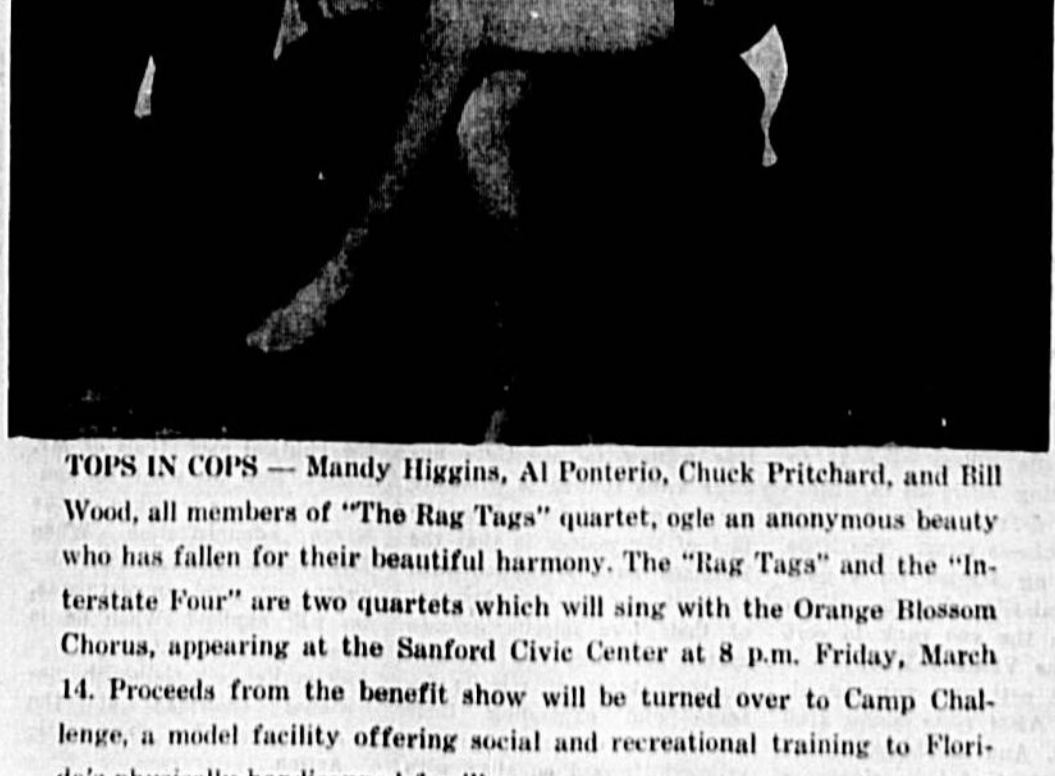 TOPS IN COPS — Mandy Higgins, Al Ponterio, Chuck Pritchard, and Bill
Wood, all members of "The Rag Tags" quartet, ogle an anonymous beauty
who has fallen for their beautiful harmony. The "Rag Tags" and the "In-
terstate Four" are two quartets which will sing with the Orange Blossom
Chorus, appearing at the Sanford Civic Center at 8 p.m. Friday, March
14. Proceeds from the benefit show will be turned over to Camp Chal-
lenge, a model facility offering social and recreational training to Flori-